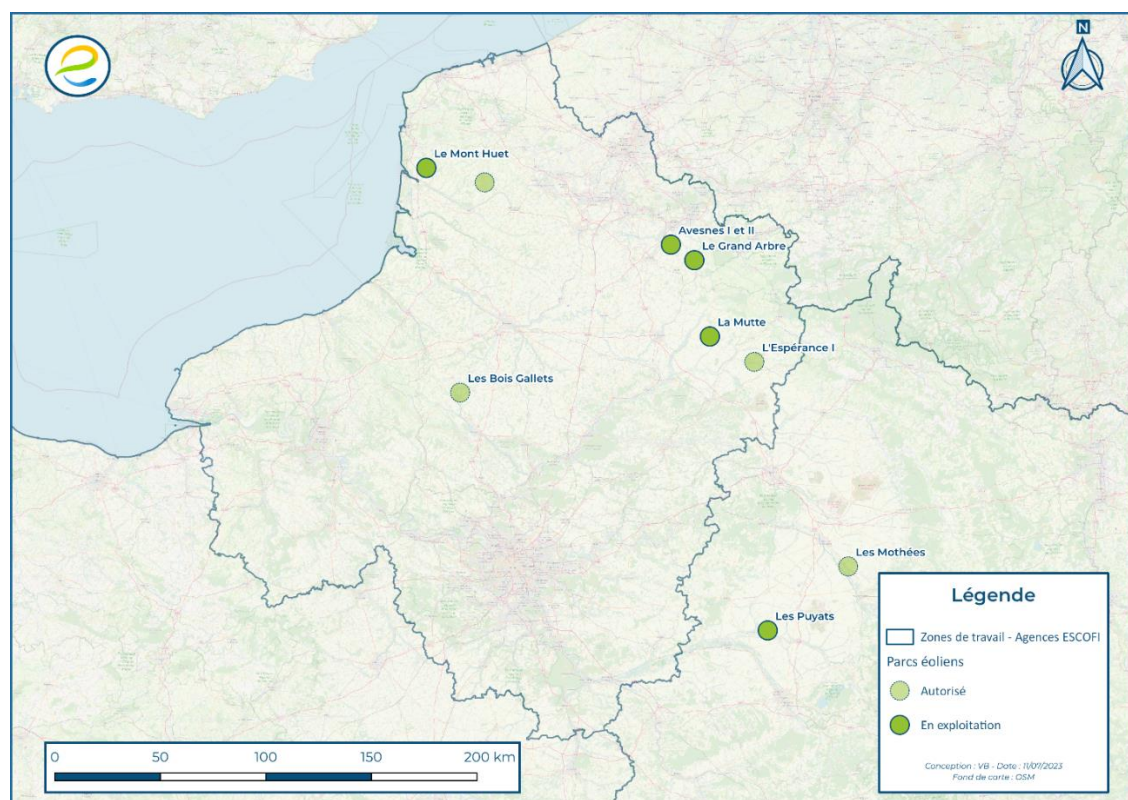 N
Le Mont Huet
Avesnes I et II
Le Grand Arbre
La Mutte
L'Espérance I
Les Bois Gallets
Les Mothées
Les Puyats
Légende
Zones de travail - Agences ESCOFI
Parcs éoliens
Autorisé
En exploitation
Conception : VB - Date : 11/07/2023
Fond de carte : OSM
0 50 100 150 200 km